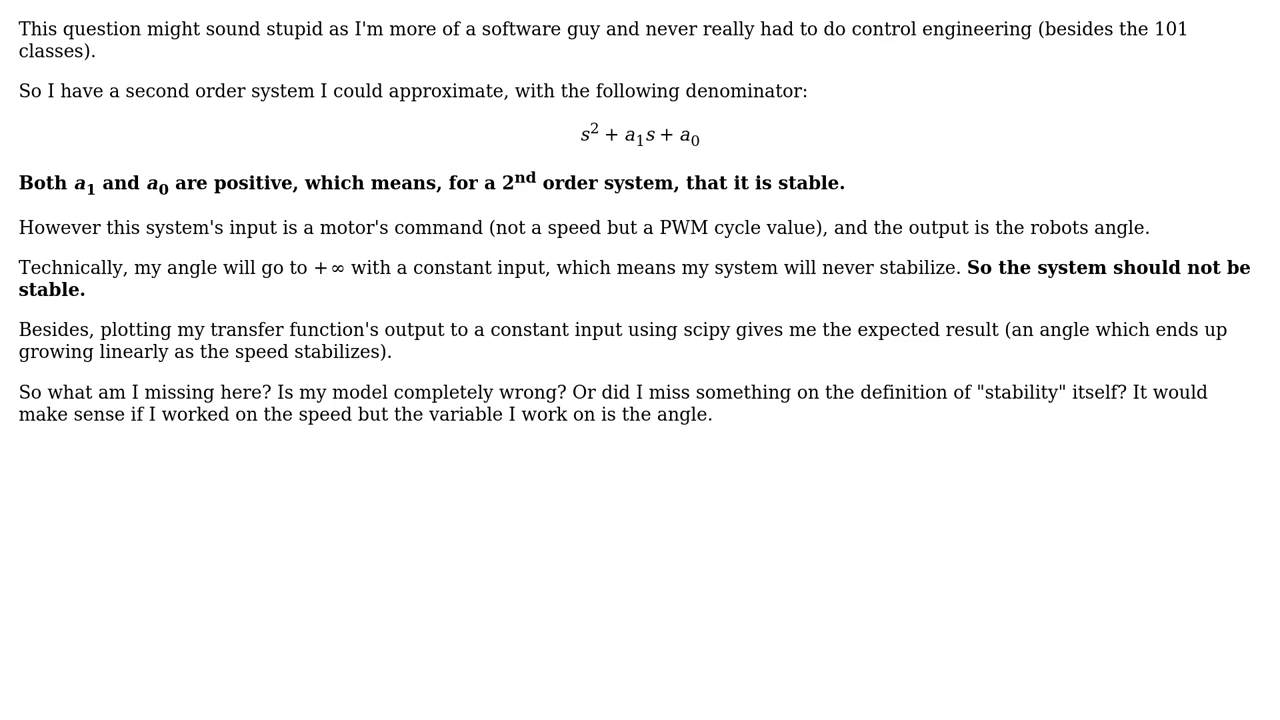 This question might sound stupid as I'm more of a software guy and never really had to do control engineering (besides the 101
classes).
So I have a second order system I could approximate, with the following denominator:
s² + a₁s + a₀
Both a₁ and a₀ are positive, which means, for a 2nd order system, that it is stable.
However this system's input is a motor's command (not a speed but a PWM cycle value), and the output is the robots angle.
Technically, my angle will go to +∞ with a constant input, which means my system will never stabilize. So the system should not be
stable.
Besides, plotting my transfer function's output to a constant input using scipy gives me the expected result (an angle which ends up
growing linearly as the speed stabilizes).
So what am I missing here? Is my model completely wrong? Or did I miss something on the definition of "stability" itself? It would
make sense if I worked on the speed but the variable I work on is the angle.